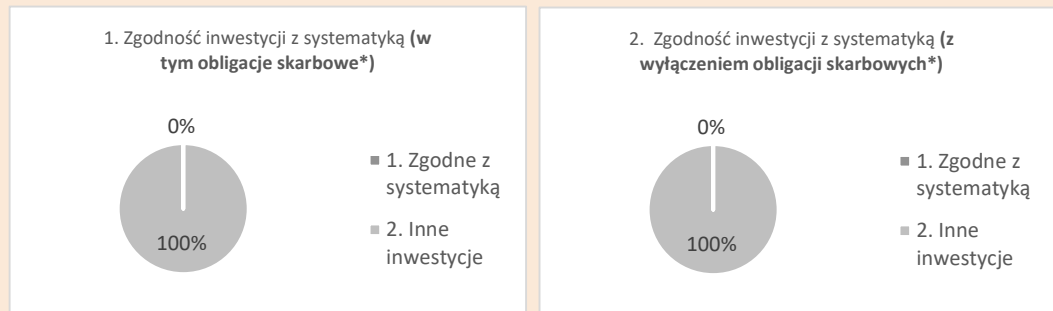 1. Zgodność inwestycji z systematyką (w
tym obligacje skarbowe*)
0%
100%
1. Zgodne z
systematyką
2. Inne
inwestycje
2. Zgodność inwestycji z systematyką (z
wyłączeniem obligacji skarbowych*)
0%
100%
1. Zgodne z
systematyką
2. Inne
inwestycje